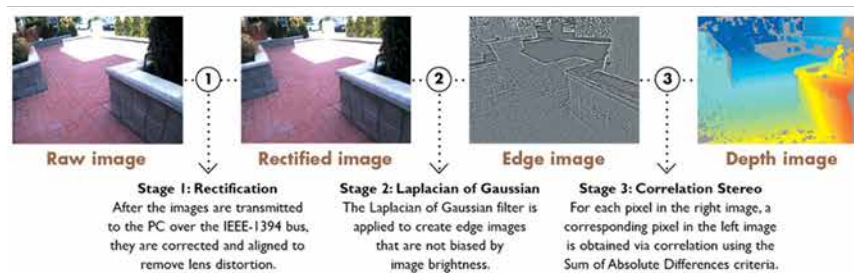 1
2
3
Raw image
Rectified image
Edge image
Depth image
Stage 1: Rectification
After the images are transmitted
to the PC over the IEEE-1394 bus,
they are corrected and aligned to
remove lens distortion.
Stage 2: Laplacian of Gaussian
The Laplacian of Gaussian filter is
applied to create edge images
that are not biased by
image brightness.
Stage 3: Correlation Stereo
For each pixel in the right image, a
corresponding pixel in the left image
is obtained via correlation using the
Sum of Absolute Differences criteria.